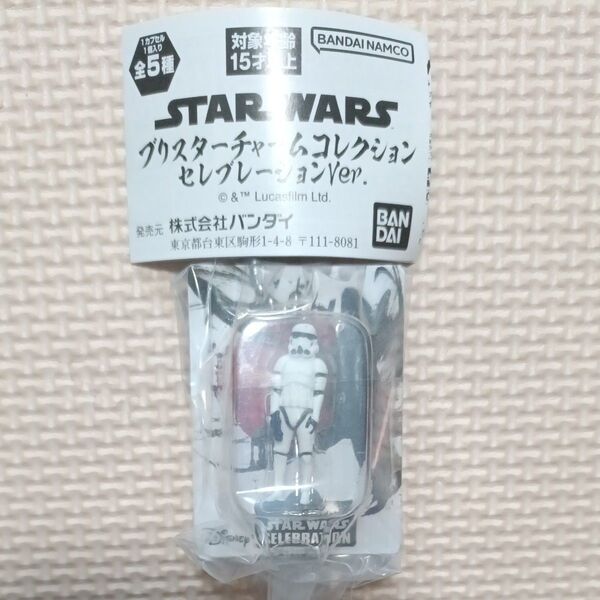 1カプセル
1個入り
全5種
対象年齢
15才以上
BANDAI NAMCO
STAR WARS
ブリスターチャームコレクション
セレブレーションVer.
© &™ Lucasfilm Ltd.
発売元 株式会社バンダイ
東京都台東区駒形1-4-8 〒111-8081
BAN
DAI
Disney
STAR WARS
CELEBRATION